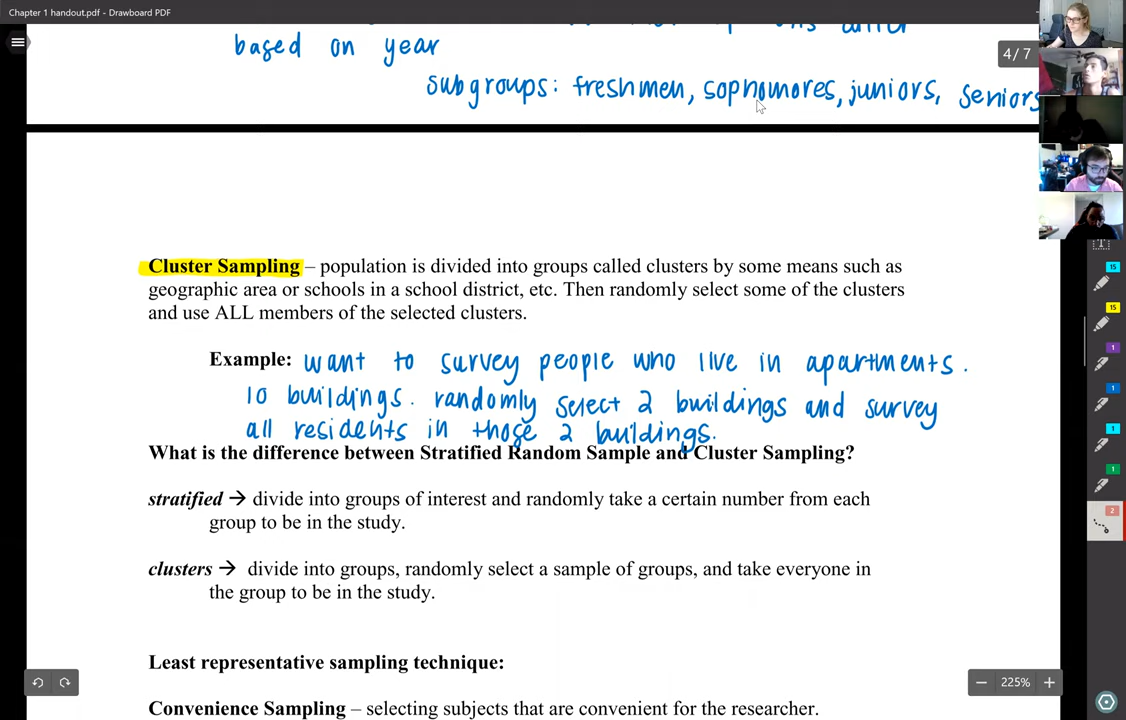 Chapter 1 handout.pdf - Drawboard PDF
based on year
4 / 7
subgroups: freshmen, sophomores, juniors, seniors
Cluster Sampling – population is divided into groups called clusters by some means such as
geographic area or schools in a school district, etc. Then randomly select some of the clusters
and use ALL members of the selected clusters.
Example: want to survey people who live in apartments.
10 buildings. randomly select 2 buildings and survey
all residents in those 2 buildings.
What is the difference between Stratified Random Sample and Cluster Sampling?
stratified → divide into groups of interest and randomly take a certain number from each
group to be in the study.
clusters → divide into groups, randomly select a sample of groups, and take everyone in
the group to be in the study.
Least representative sampling technique:
Convenience Sampling – selecting subjects that are convenient for the researcher.
T
15
15
1
1
1
1
2
225%